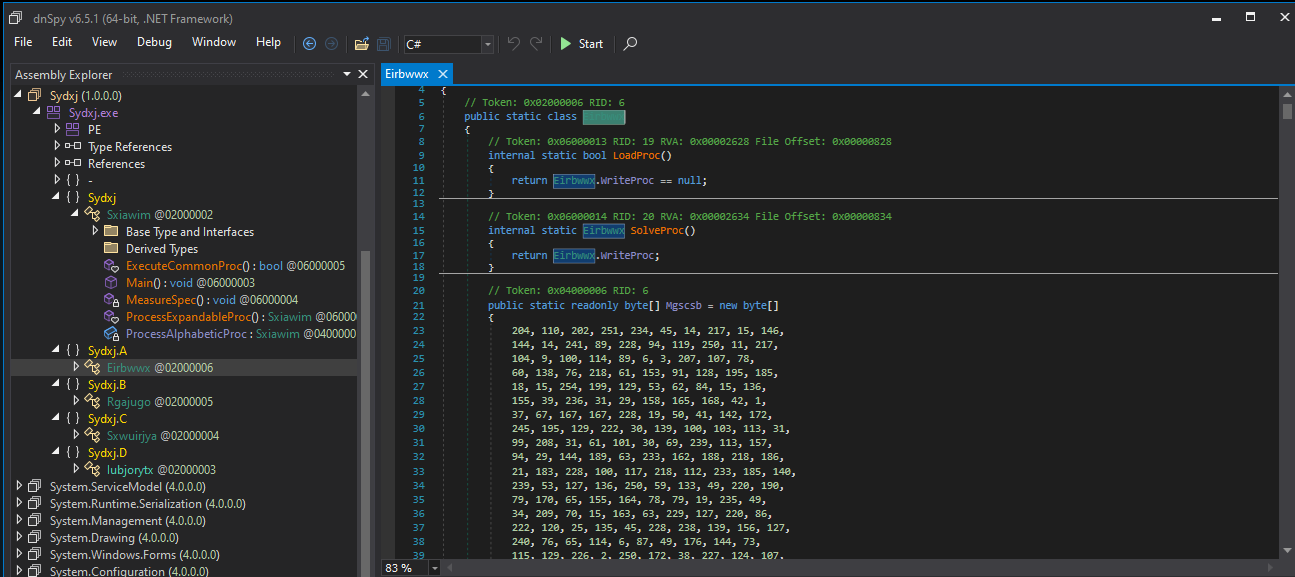 dnSpy v6.5.1 (64-bit, .NET Framework)
File Edit View Debug Window Help C# Start
Assembly Explorer
Sydxj (1.0.0.0)
Sydxj.exe
PE
Type References
References
{ } -
{ } Sydxj
Sxiawim @02000002
Base Type and Interfaces
Derived Types
ExecuteCommonProc() : bool @06000005
Main() : void @06000003
MeasureSpec() : void @06000004
ProcessExpandableProc() : Sxiawim @06000
ProcessAlphabeticProc : Sxiawim @0400000
{ } Sydxj.A
Eirbwwx @02000006
{ } Sydxj.B
Rgajugo @02000005
{ } Sydxj.C
Sxwuirjya @02000004
{ } Sydxj.D
Iubjorytx @02000003
System.ServiceModel (4.0.0.0)
System.Runtime.Serialization (4.0.0.0)
System.Management (4.0.0.0)
System.Drawing (4.0.0.0)
System.Windows.Forms (4.0.0.0)
System.Configuration (4.0.0.0)
Eirbwwx
4 {
5 // Token: 0x02000006 RID: 6
6 public static class Eirbwwx
7 {
8 // Token: 0x06000013 RID: 19 RVA: 0x00002628 File Offset: 0x00000828
9 internal static bool LoadProc()
10 {
11 return Eirbwwx.WriteProc == null;
12 }
13
14 // Token: 0x06000014 RID: 20 RVA: 0x00002634 File Offset: 0x00000834
15 internal static Eirbwwx SolveProc()
16 {
17 return Eirbwwx.WriteProc;
18 }
19
20 // Token: 0x04000006 RID: 6
21 public static readonly byte[] Mgscsb = new byte[]
22 {
23 204, 110, 202, 251, 234, 45, 14, 217, 15, 146,
24 144, 14, 241, 89, 228, 94, 119, 250, 11, 217,
25 104, 9, 100, 114, 89, 6, 3, 207, 107, 78,
26 60, 138, 76, 218, 61, 153, 91, 128, 195, 185,
27 18, 15, 254, 199, 129, 53, 62, 84, 15, 136,
28 155, 39, 236, 31, 29, 158, 165, 168, 42, 1,
29 37, 67, 167, 167, 228, 19, 50, 41, 142, 172,
30 245, 195, 129, 222, 30, 139, 100, 103, 113, 31,
31 99, 208, 31, 61, 101, 30, 69, 239, 113, 157,
32 94, 29, 144, 189, 63, 233, 162, 188, 218, 186,
33 21, 183, 228, 100, 117, 218, 112, 233, 185, 140,
34 239, 53, 127, 136, 250, 59, 133, 49, 220, 190,
35 79, 170, 65, 155, 164, 78, 79, 19, 235, 49,
36 34, 209, 70, 15, 163, 63, 229, 127, 220, 86,
37 222, 120, 25, 135, 45, 228, 238, 139, 156, 127,
38 240, 76, 65, 114, 6, 87, 49, 176, 144, 73,
39 115, 129, 226, 2, 250, 172, 38, 227, 124, 107,
83 %